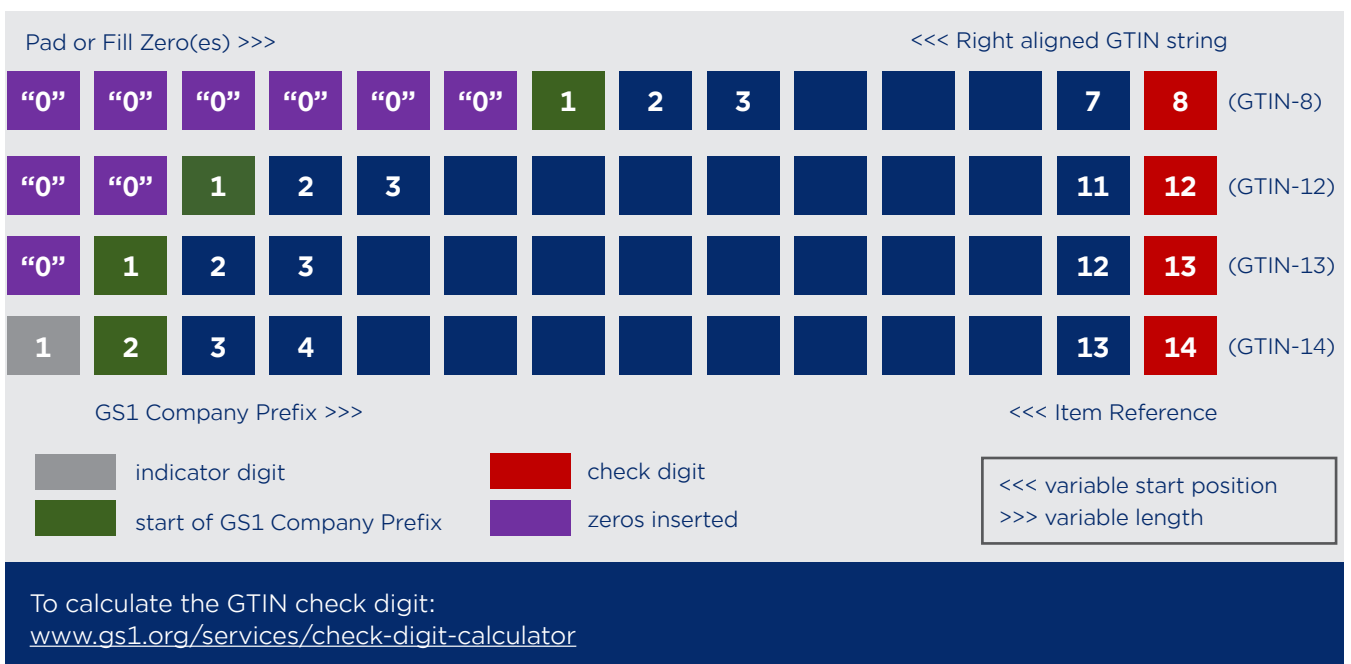 Pad or Fill Zero(es) >>> <<< Right aligned GTIN string
“0” “0” “0” “0” “0” “0” 1 2 3 7 8 (GTIN-8)
“0” “0” 1 2 3 11 12 (GTIN-12)
“0” 1 2 3 12 13 (GTIN-13)
1 2 3 4 13 14 (GTIN-14)
GS1 Company Prefix >>> <<< Item Reference
indicator digit check digit
start of GS1 Company Prefix zeros inserted
<<< variable start position
>>> variable length
To calculate the GTIN check digit:
www.gs1.org/services/check-digit-calculator